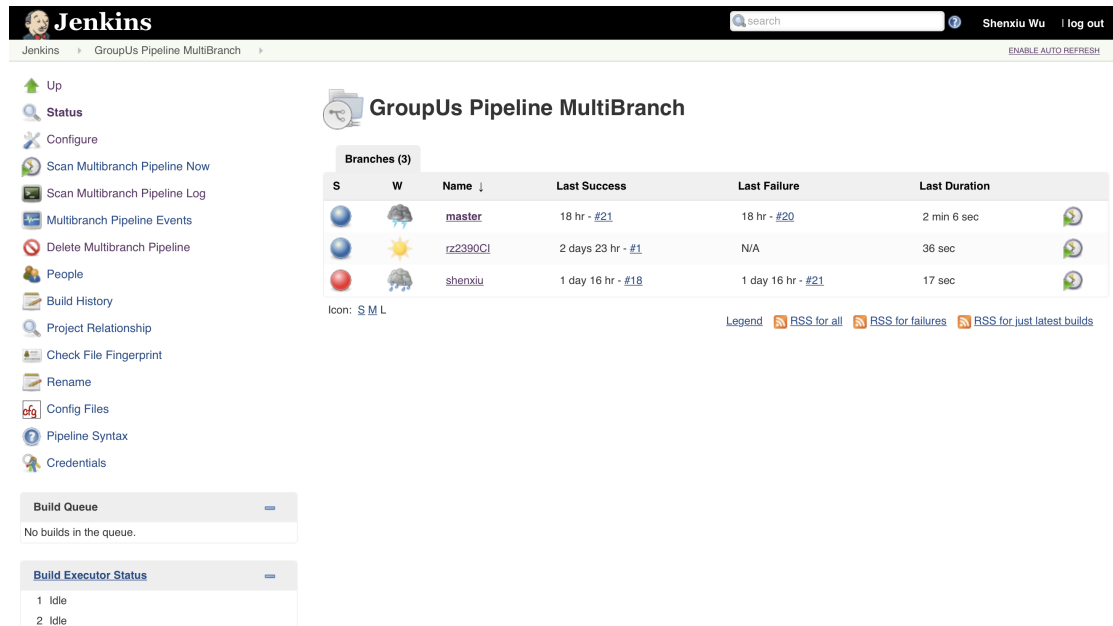 Jenkins
search
Shenxiu Wu | log out
Jenkins GroupUs Pipeline MultiBranch
ENABLE AUTO REFRESH
Up
Status
Configure
Scan Multibranch Pipeline Now
Scan Multibranch Pipeline Log
Multibranch Pipeline Events
Delete Multibranch Pipeline
People
Build History
Project Relationship
Check File Fingerprint
Rename
cfg Config Files
Pipeline Syntax
Credentials
Build Queue
No builds in the queue.
Build Executor Status
1 Idle
2 Idle
GroupUs Pipeline MultiBranch
Branches (3)
S W Name ↓ Last Success Last Failure Last Duration
master 18 hr - #21 18 hr - #20 2 min 6 sec
rz2390CI 2 days 23 hr - #1 N/A 36 sec
shenxiu 1 day 16 hr - #18 1 day 16 hr - #21 17 sec
Icon: S M L
Legend RSS for all RSS for failures RSS for just latest builds